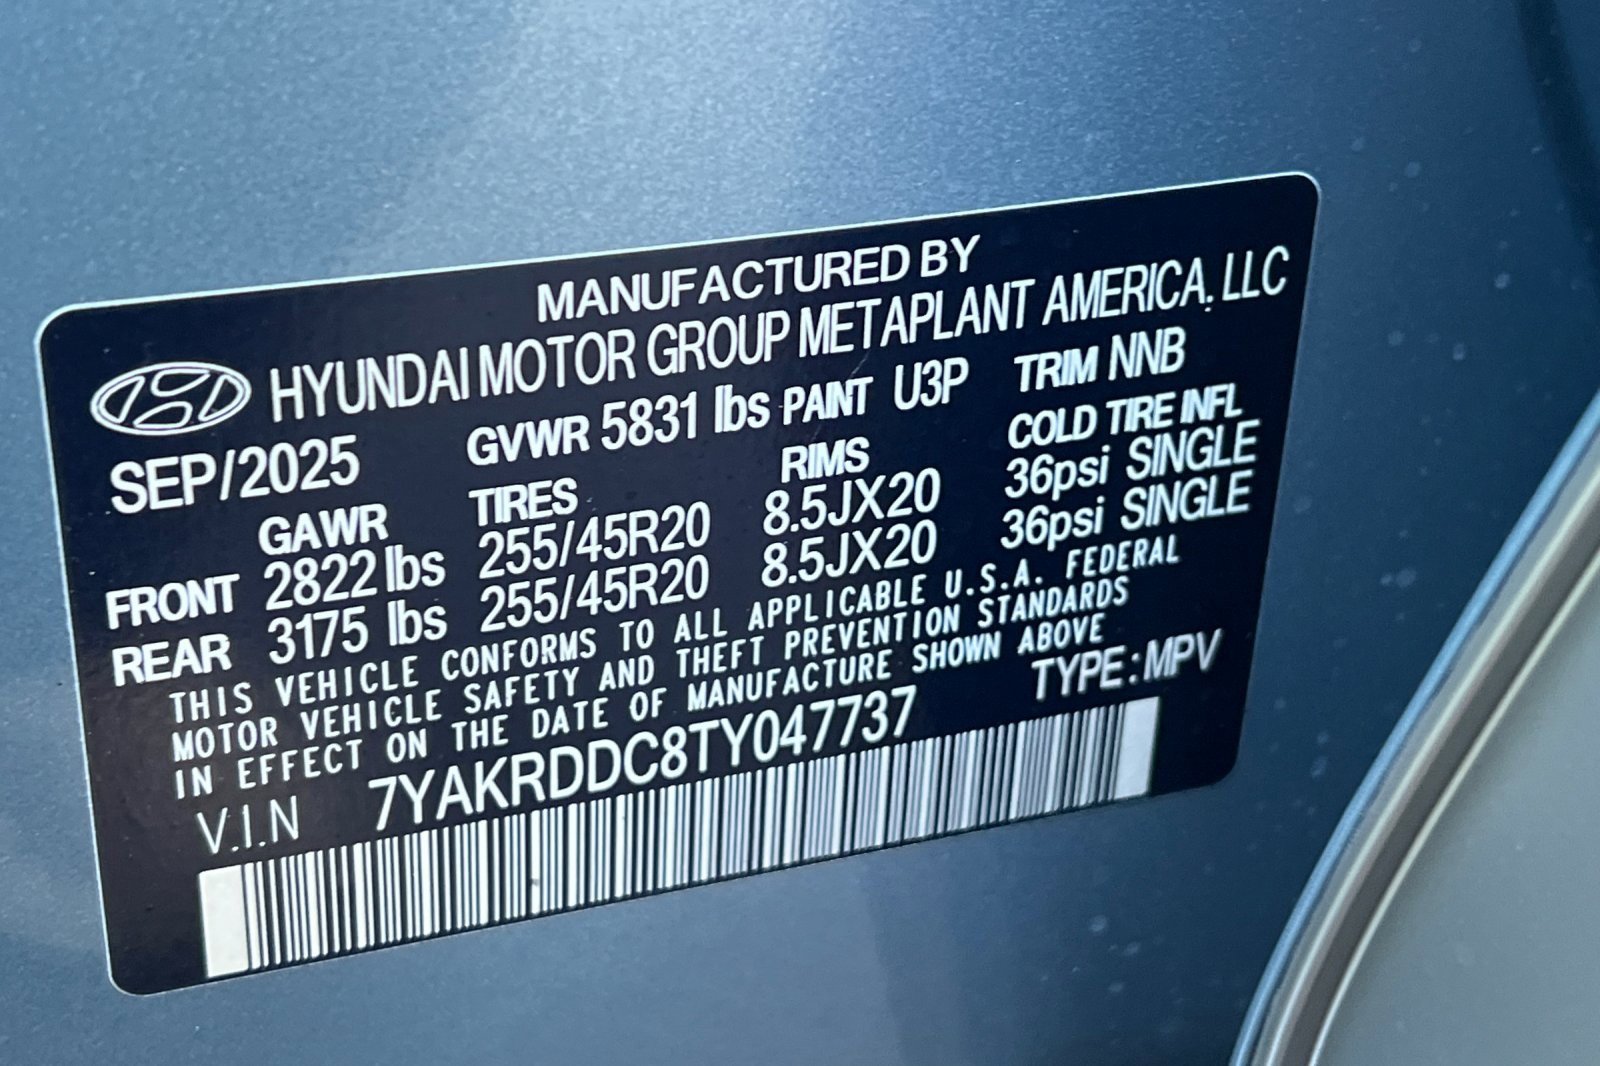 MANUFACTURED BY
HYUNDAI MOTOR GROUP METAPLANT AMERICA, LLC
SEP/2025 GVWR 5831 lbs PAINT U3P TRIM NNB
GAWR TIRES RIMS COLD TIRE INFL
FRONT 2822 lbs 255/45R20 8.5JX20 36psi SINGLE
REAR 3175 lbs 255/45R20 8.5JX20 36psi SINGLE
THIS VEHICLE CONFORMS TO ALL APPLICABLE U.S.A. FEDERAL
MOTOR VEHICLE SAFETY AND THEFT PREVENTION STANDARDS
IN EFFECT ON THE DATE OF MANUFACTURE SHOWN ABOVE
V.I.N 7YAKRDDC8TY047737 TYPE:MPV